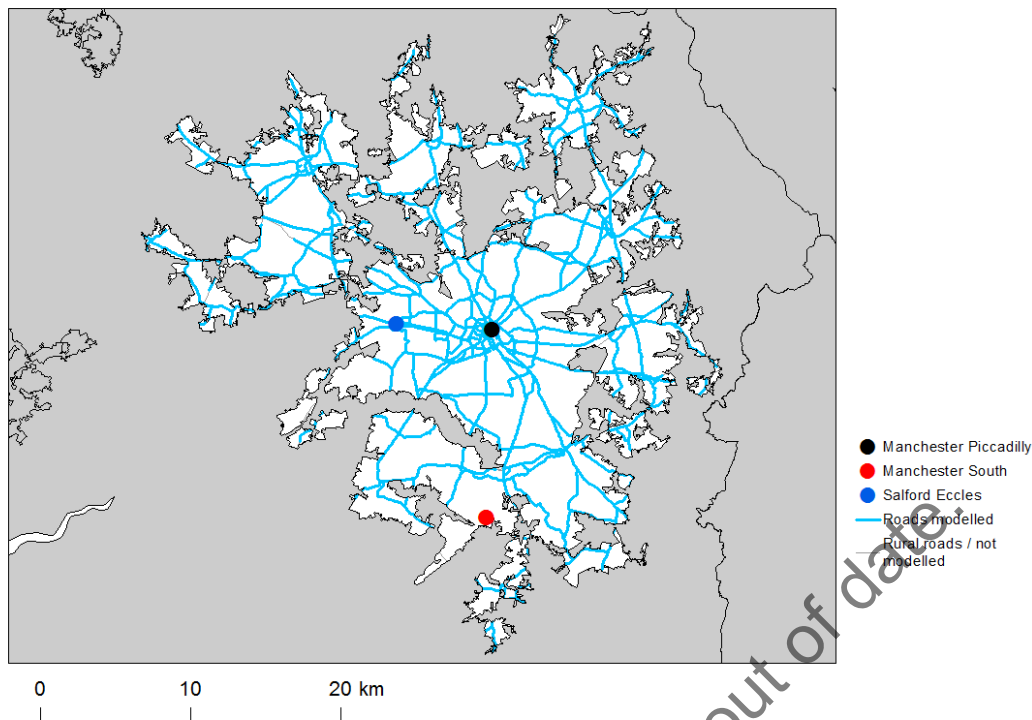 Manchester Piccadilly
Manchester South
Salford Eccles
Roads modelled
Rural roads / not
modelled
out of date.
0 10 20 km